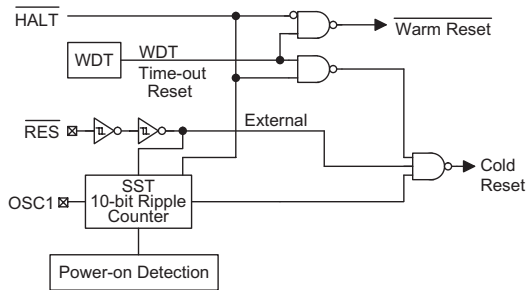 HALT
Warm Reset
WDT
WDT
Time-out
Reset
RES
External
Cold
Reset
SST
10-bit Ripple
Counter
OSC1
Power-on Detection